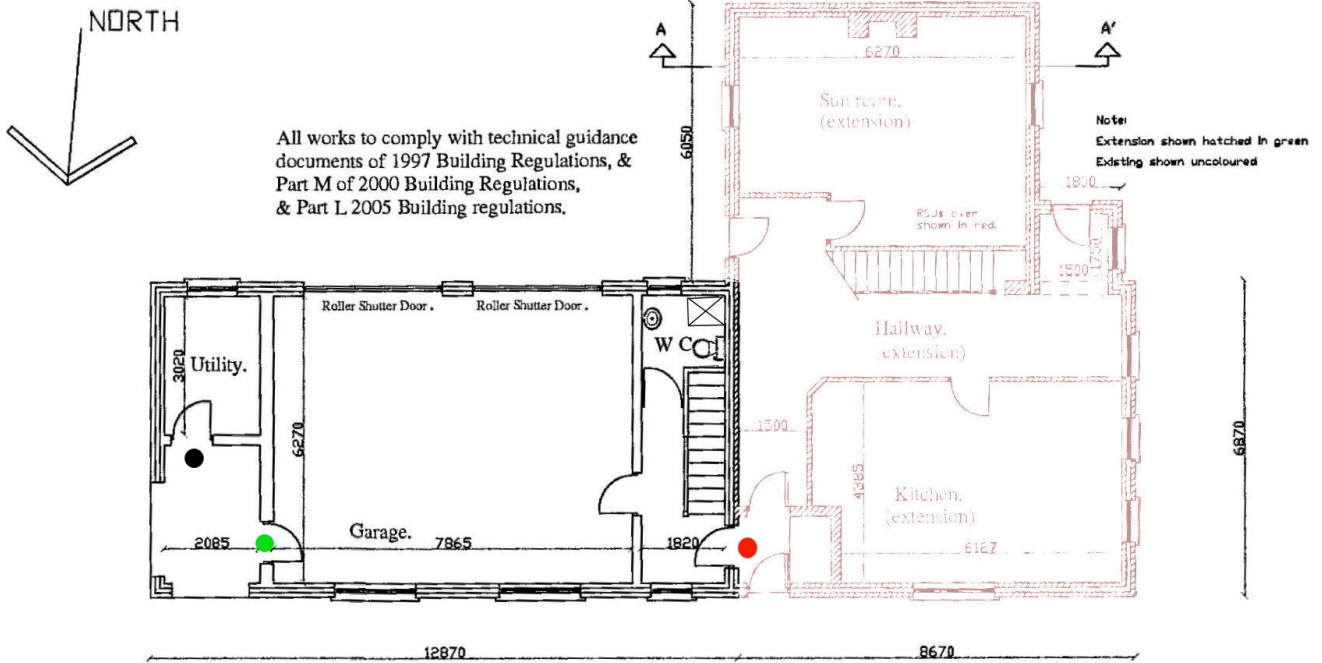 NORTH
All works to comply with technical guidance
documents of 1997 Building Regulations, &
Part M of 2000 Building Regulations,
& Part L 2005 Building regulations.
A
A'
6270
Sun room.
(extension)
6050
Note:
Extension shown hatched in green
Existing shown uncoloured
1800
RSJs over
shown in red.
1750
1500
Roller Shutter Door.
Roller Shutter Door.
W C
Hallway.
(extension)
3020
Utility.
6270
1500
4385
6870
Kitchen.
(extension)
Garage.
2085
7865
1820
6127
12870
8670